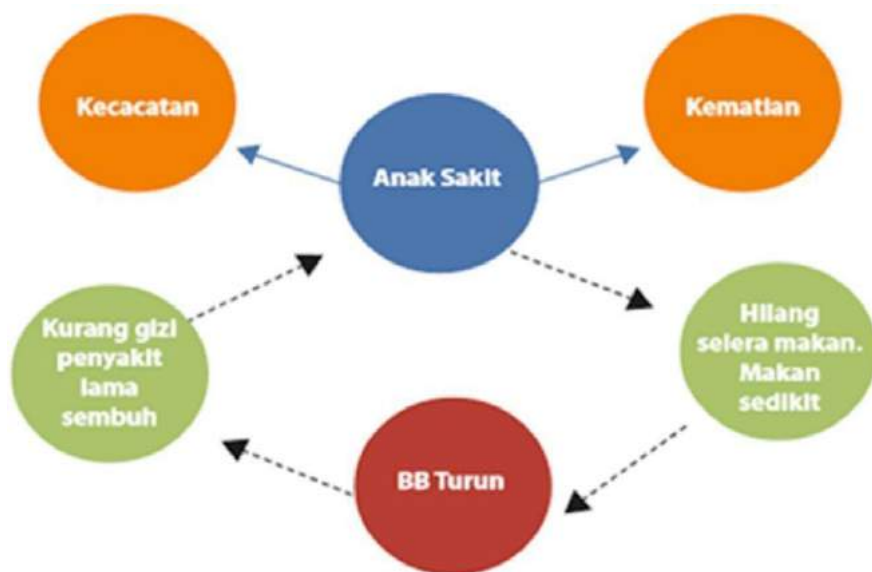 Kecacatan
Kematian
Anak Sakit
Kurang gizi
penyakit
lama
sembuh
Hilang
selera makan.
Makan
sedikit
BB Turun